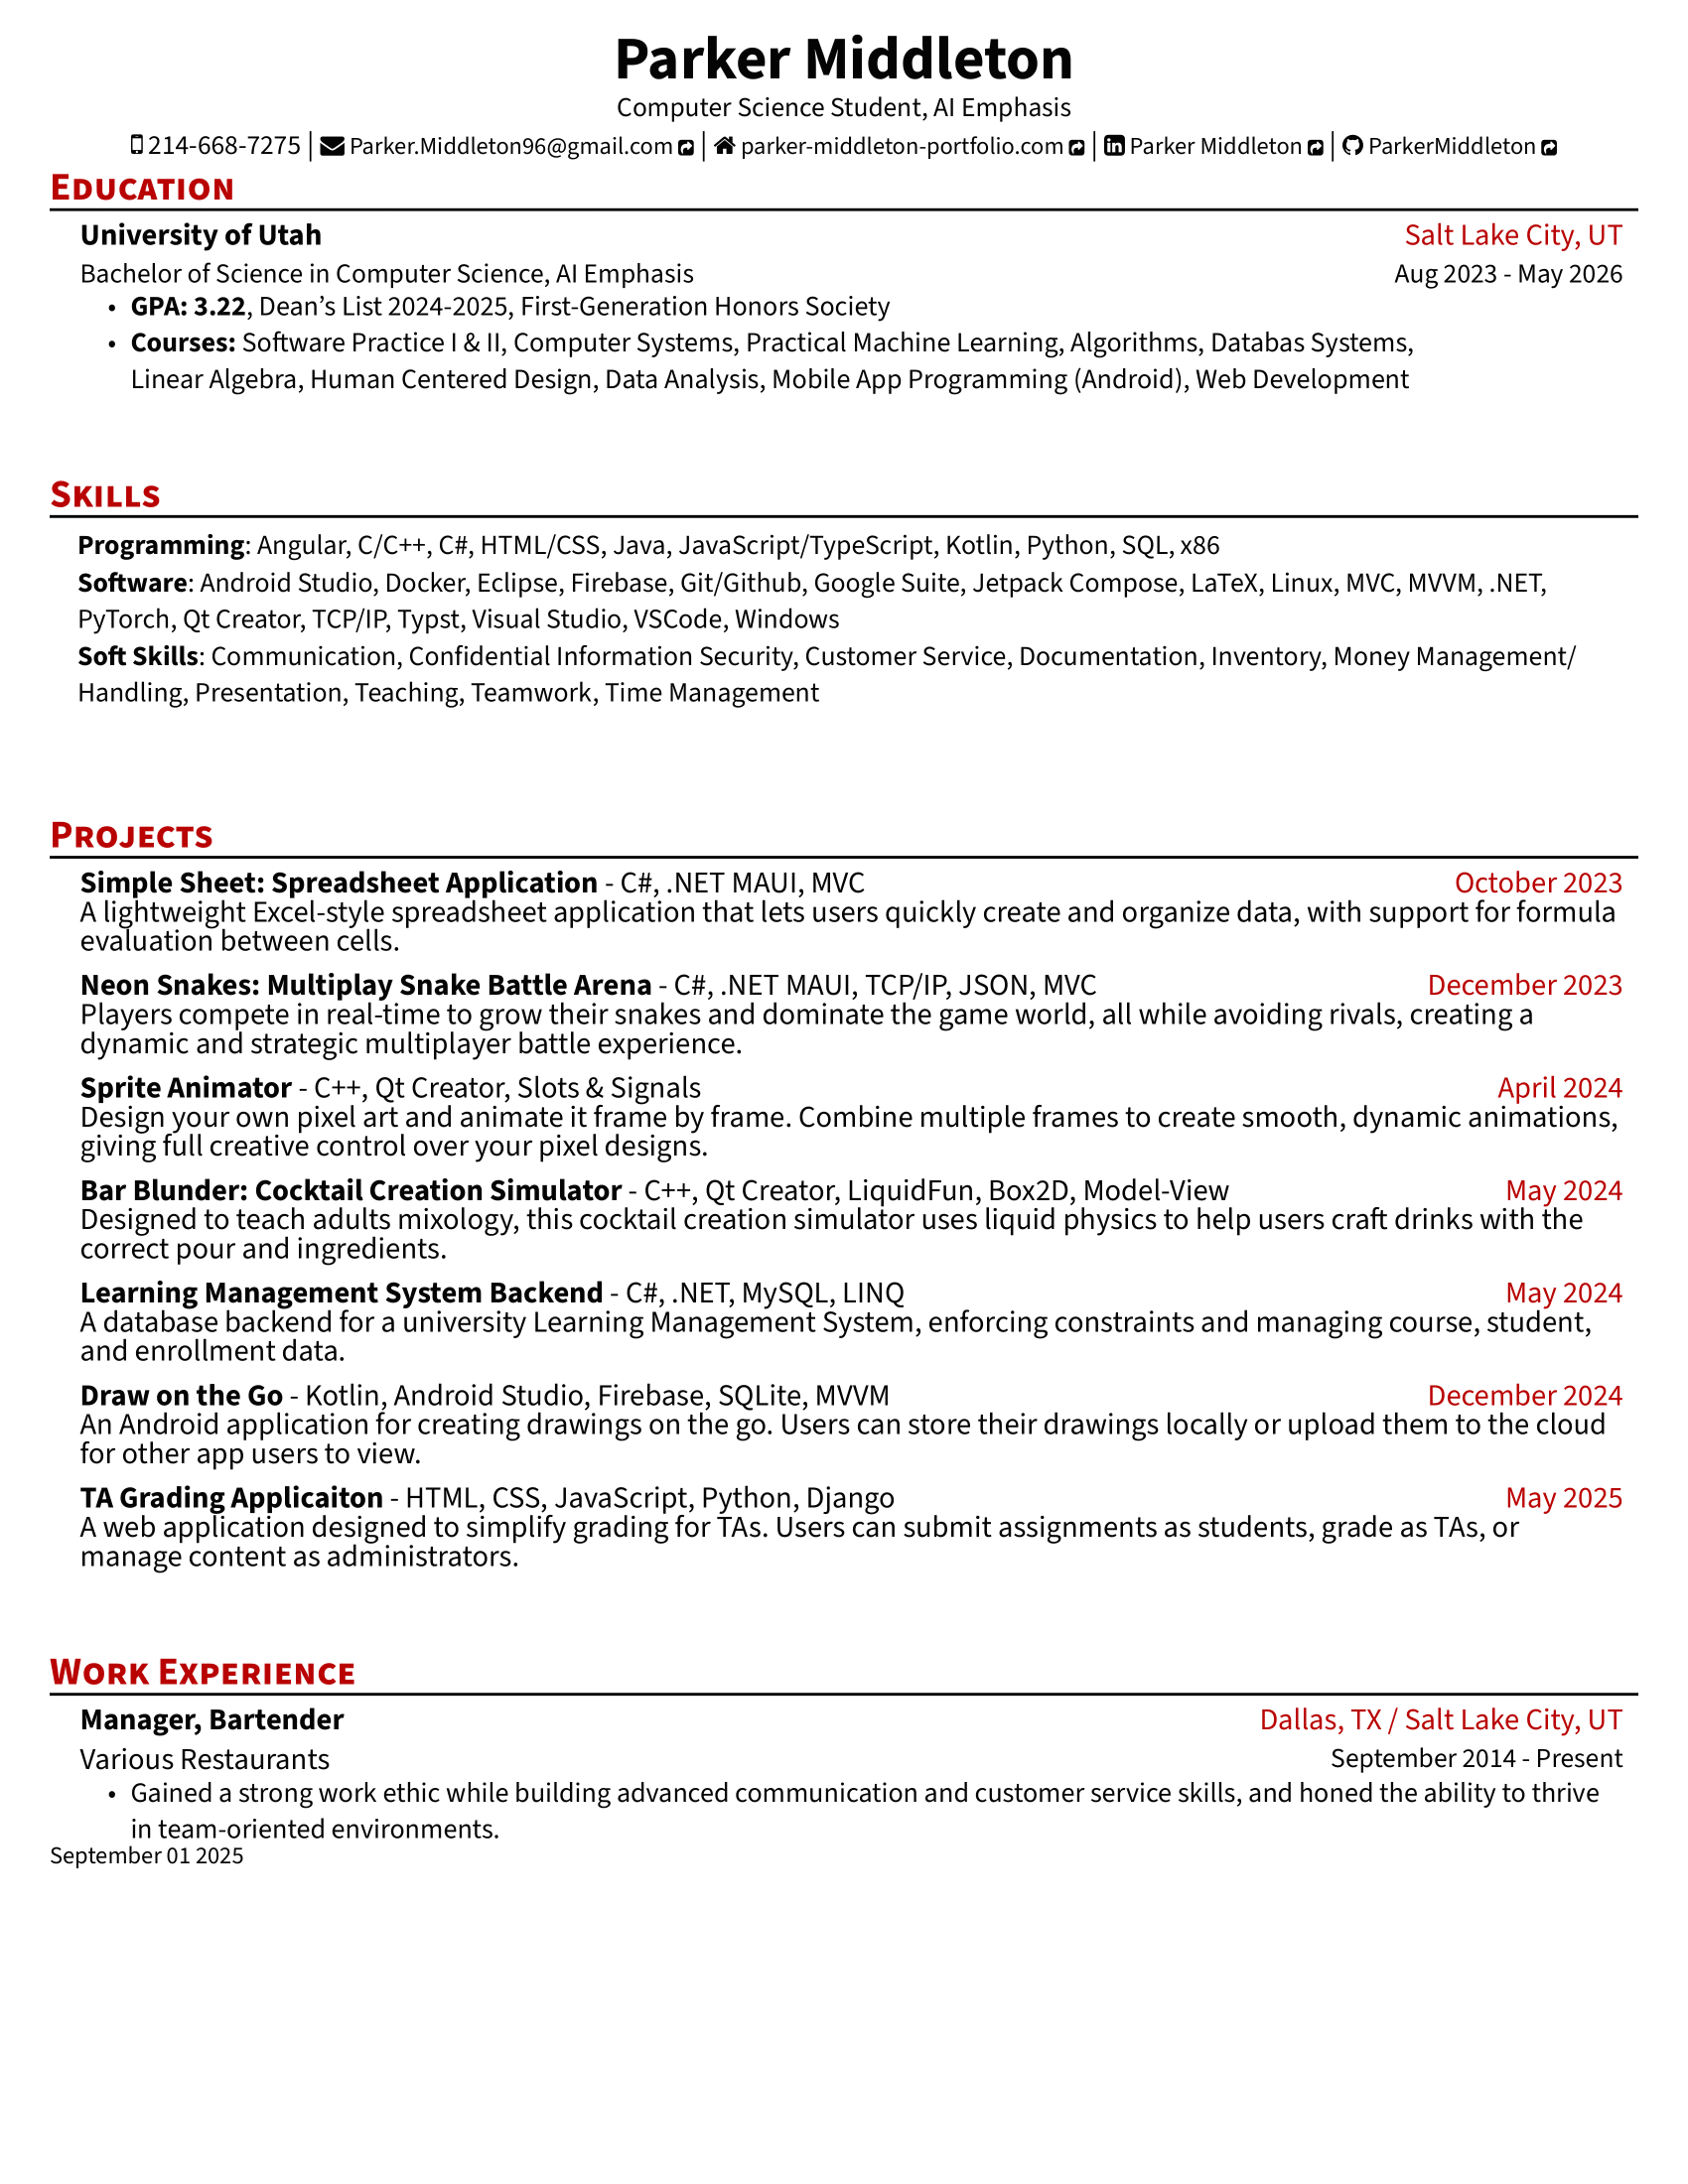 Parker Middleton
Computer Science Student, AI Emphasis
214-668-7275 | Parker.Middleton96@gmail.com | parker-middleton-portfolio.com | Parker Middleton | ParkerMiddleton
Education
University of Utah Salt Lake City, UT
Bachelor of Science in Computer Science, AI Emphasis Aug 2023 - May 2026
• GPA: 3.22, Dean’s List 2024-2025, First-Generation Honors Society
• Courses: Software Practice I & II, Computer Systems, Practical Machine Learning, Algorithms, Databas Systems,
Linear Algebra, Human Centered Design, Data Analysis, Mobile App Programming (Android), Web Development
Skills
Programming: Angular, C/C++, C#, HTML/CSS, Java, JavaScript/TypeScript, Kotlin, Python, SQL, x86
Software: Android Studio, Docker, Eclipse, Firebase, Git/Github, Google Suite, Jetpack Compose, LaTeX, Linux, MVC, MVVM, .NET,
PyTorch, Qt Creator, TCP/IP, Typst, Visual Studio, VSCode, Windows
Soft Skills: Communication, Confidential Information Security, Customer Service, Documentation, Inventory, Money Management/
Handling, Presentation, Teaching, Teamwork, Time Management
Projects
Simple Sheet: Spreadsheet Application - C#, .NET MAUI, MVC October 2023
A lightweight Excel-style spreadsheet application that lets users quickly create and organize data, with support for formula
evaluation between cells.
Neon Snakes: Multiplay Snake Battle Arena - C#, .NET MAUI, TCP/IP, JSON, MVC December 2023
Players compete in real-time to grow their snakes and dominate the game world, all while avoiding rivals, creating a
dynamic and strategic multiplayer battle experience.
Sprite Animator - C++, Qt Creator, Slots & Signals April 2024
Design your own pixel art and animate it frame by frame. Combine multiple frames to create smooth, dynamic animations,
giving full creative control over your pixel designs.
Bar Blunder: Cocktail Creation Simulator - C++, Qt Creator, LiquidFun, Box2D, Model-View May 2024
Designed to teach adults mixology, this cocktail creation simulator uses liquid physics to help users craft drinks with the
correct pour and ingredients.
Learning Management System Backend - C#, .NET, MySQL, LINQ May 2024
A database backend for a university Learning Management System, enforcing constraints and managing course, student,
and enrollment data.
Draw on the Go - Kotlin, Android Studio, Firebase, SQLite, MVVM December 2024
An Android application for creating drawings on the go. Users can store their drawings locally or upload them to the cloud
for other app users to view.
TA Grading Applicaiton - HTML, CSS, JavaScript, Python, Django May 2025
A web application designed to simplify grading for TAs. Users can submit assignments as students, grade as TAs, or
manage content as administrators.
Work Experience
Manager, Bartender Dallas, TX / Salt Lake City, UT
Various Restaurants September 2014 - Present
• Gained a strong work ethic while building advanced communication and customer service skills, and honed the ability to thrive
in team-oriented environments.
September 01 2025